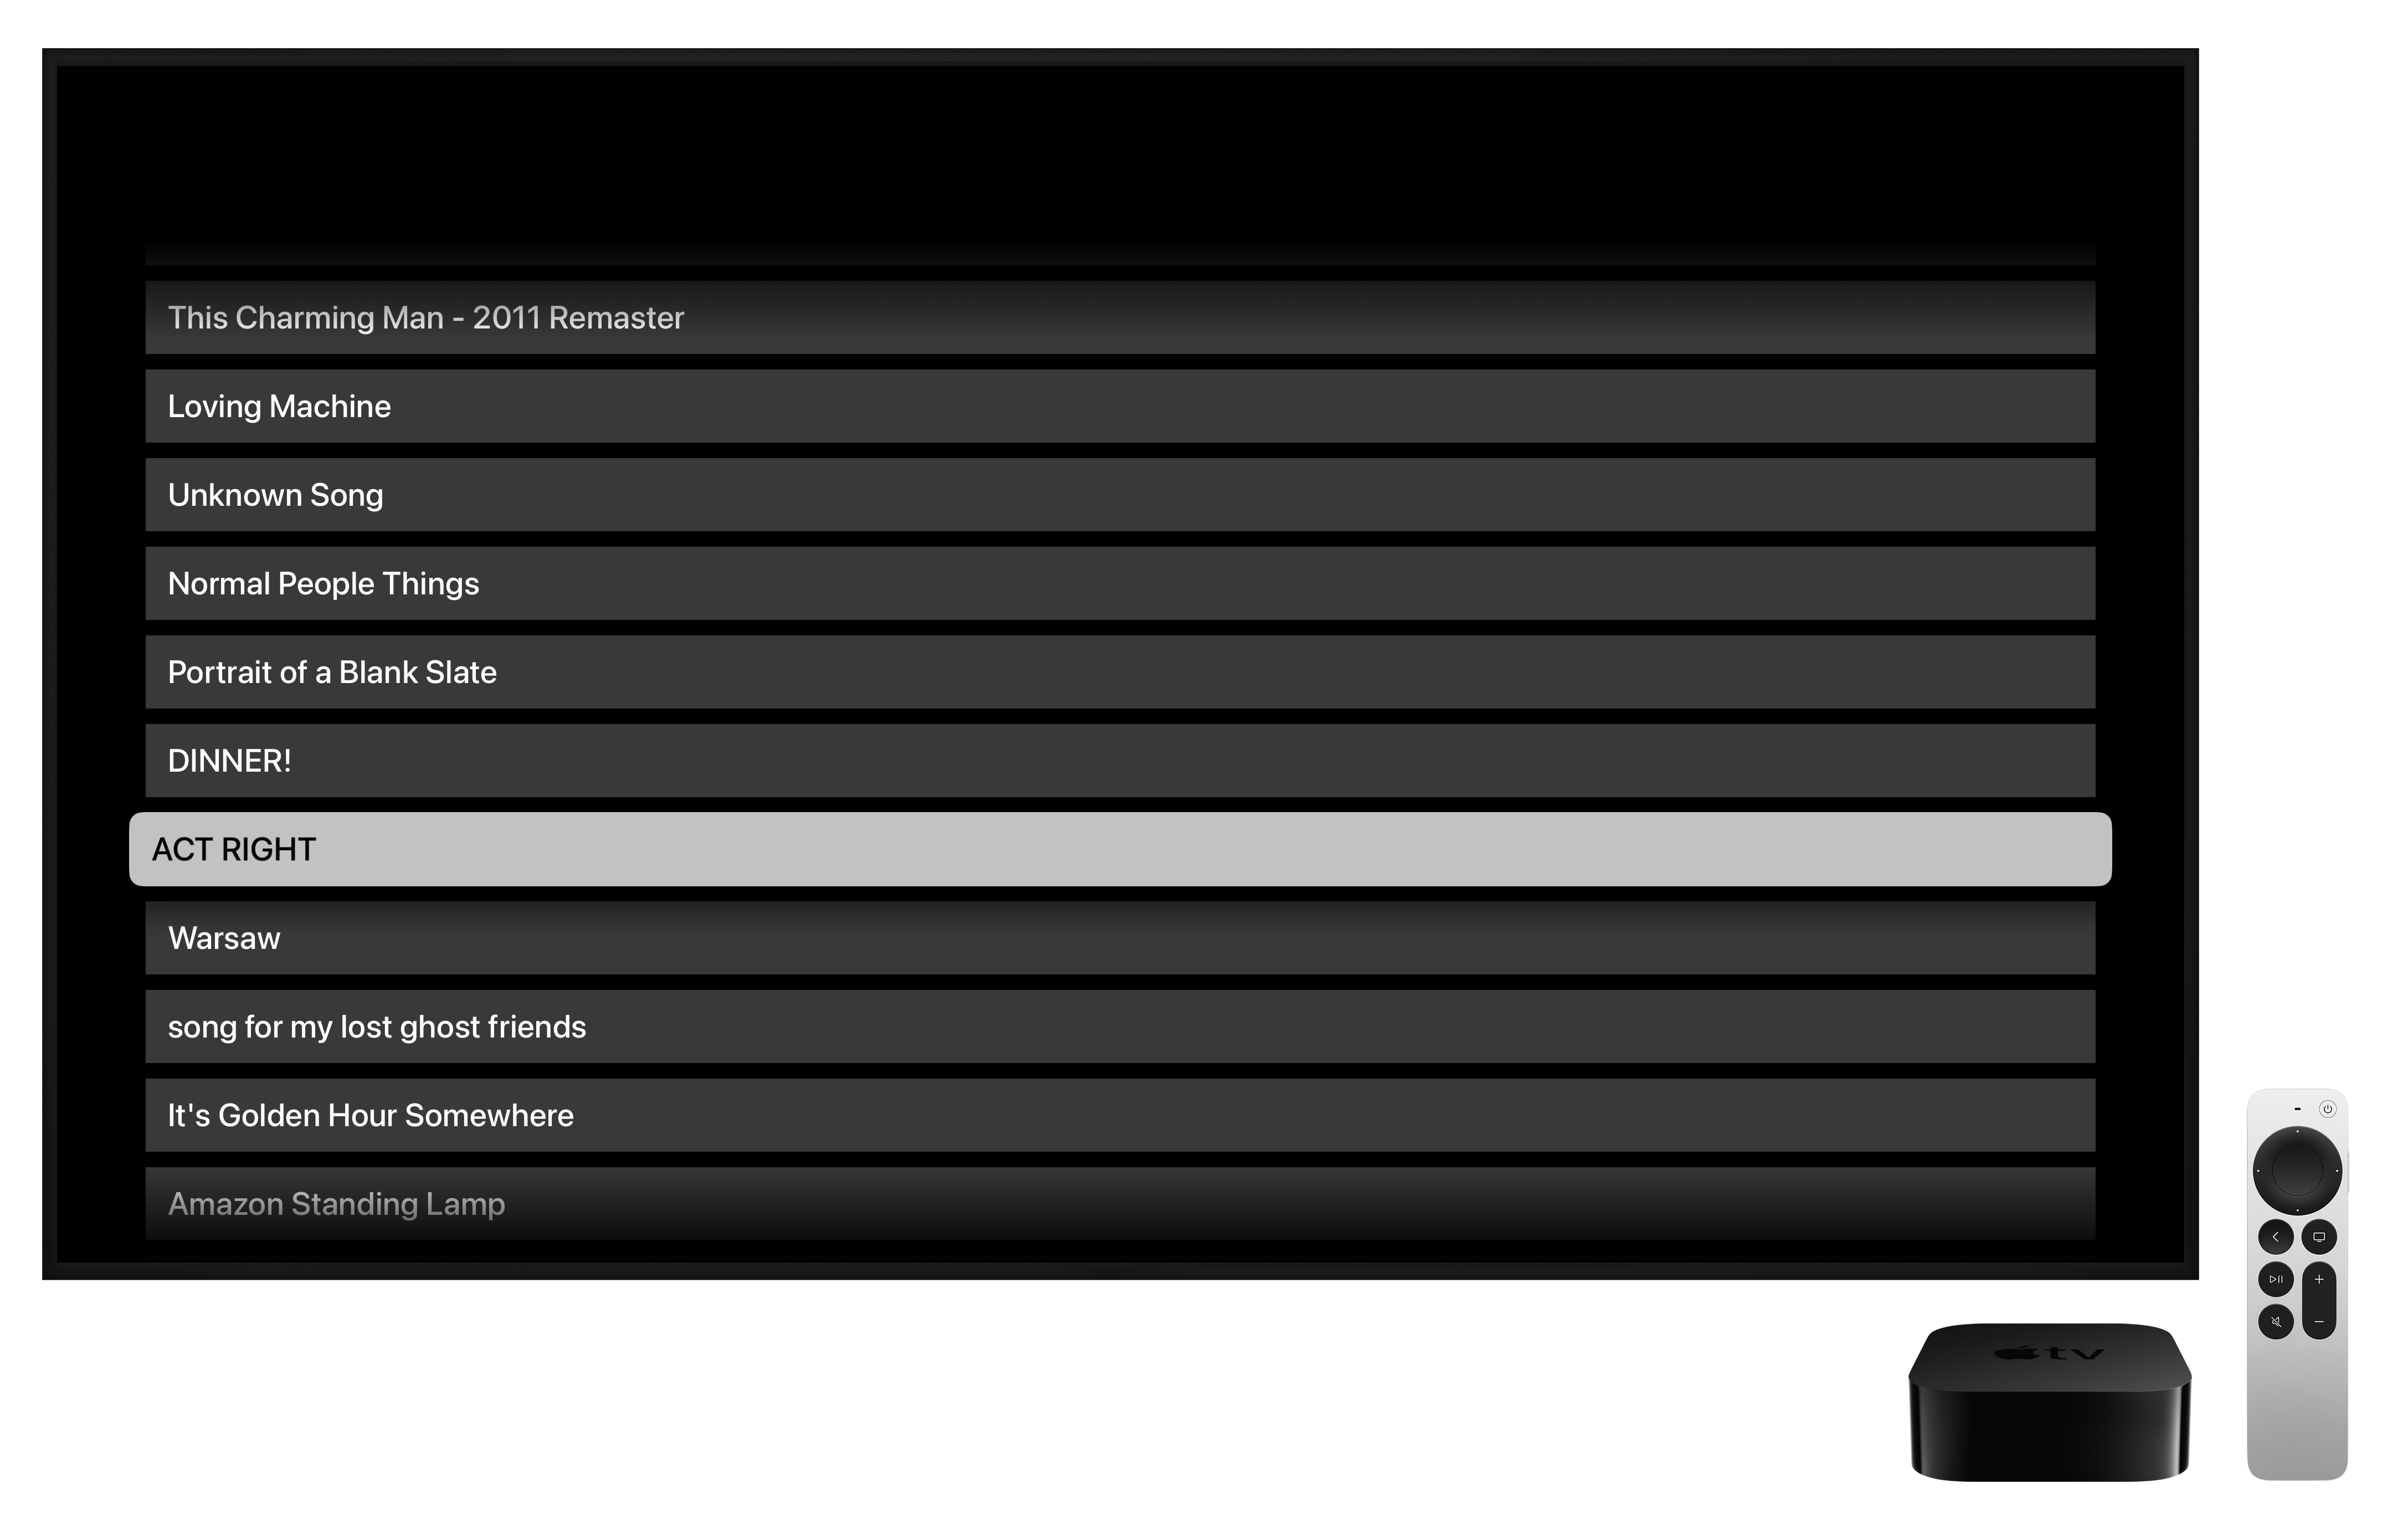 This Charming Man - 2011 Remaster
Loving Machine
Unknown Song
Normal People Things
Portrait of a Blank Slate
DINNER!
ACT RIGHT
Warsaw
song for my lost ghost friends
It's Golden Hour Somewhere
Amazon Standing Lamp
tv